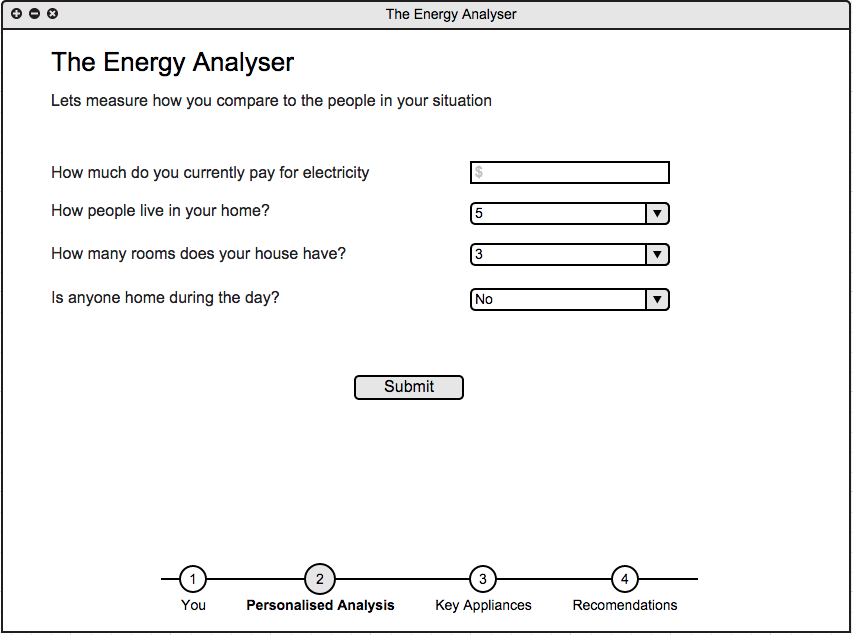 The Energy Analyser
The Energy Analyser
Lets measure how you compare to the people in your situation
How much do you currently pay for electricity
$
How people live in your home?
5
How many rooms does your house have?
3
Is anyone home during the day?
No
Submit
1 2 3 4
You Personalised Analysis Key Appliances Recomendations